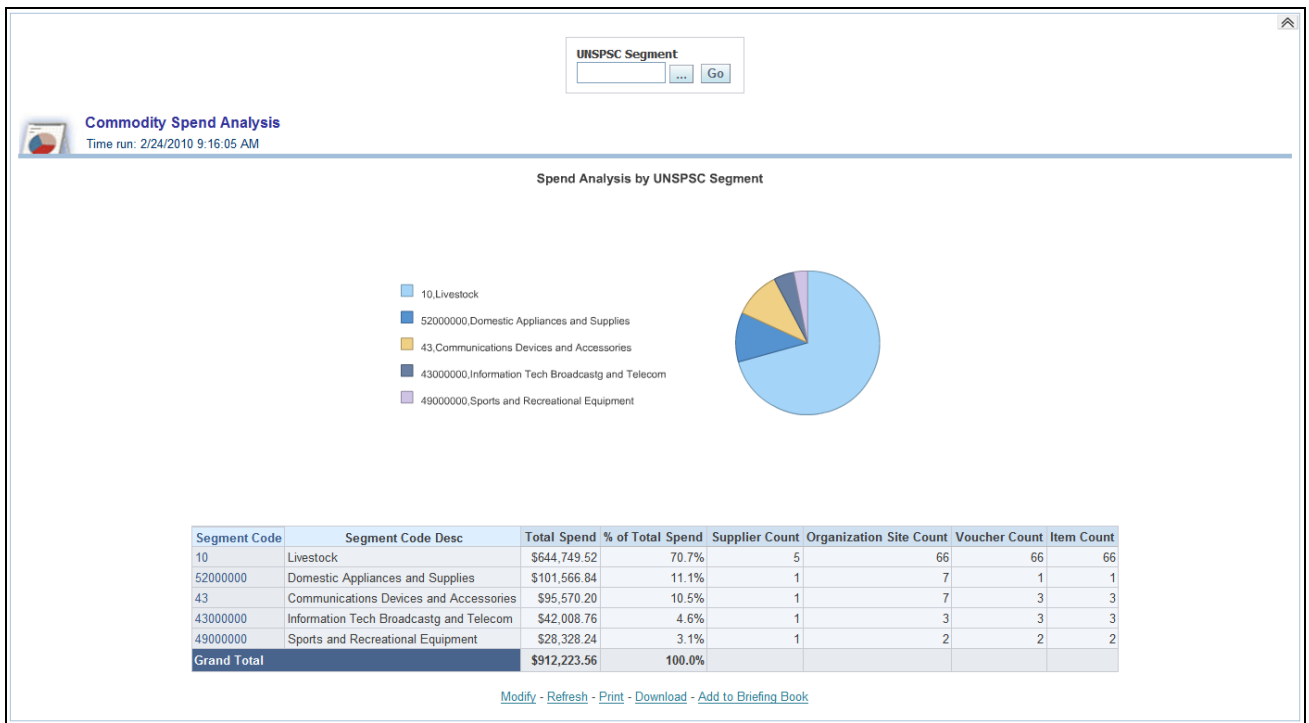 UNSPSC Segment
... Go
Commodity Spend Analysis
Time run: 2/24/2010 9:16:05 AM
Spend Analysis by UNSPSC Segment
10,Livestock
52000000,Domestic Appliances and Supplies
43,Communications Devices and Accessories
43000000,Information Tech Broadcastg and Telecom
49000000,Sports and Recreational Equipment
Segment Code Segment Code Desc Total Spend % of Total Spend Supplier Count Organization Site Count Voucher Count Item Count
10 Livestock $644,749.52 70.7% 5 66 66 66
52000000 Domestic Appliances and Supplies $101,566.84 11.1% 1 7 1 1
43 Communications Devices and Accessories $95,570.20 10.5% 1 7 3 3
43000000 Information Tech Broadcastg and Telecom $42,008.76 4.6% 1 3 3 3
49000000 Sports and Recreational Equipment $28,328.24 3.1% 1 2 2 2
Grand Total $912,223.56 100.0%
Modify - Refresh - Print - Download - Add to Briefing Book